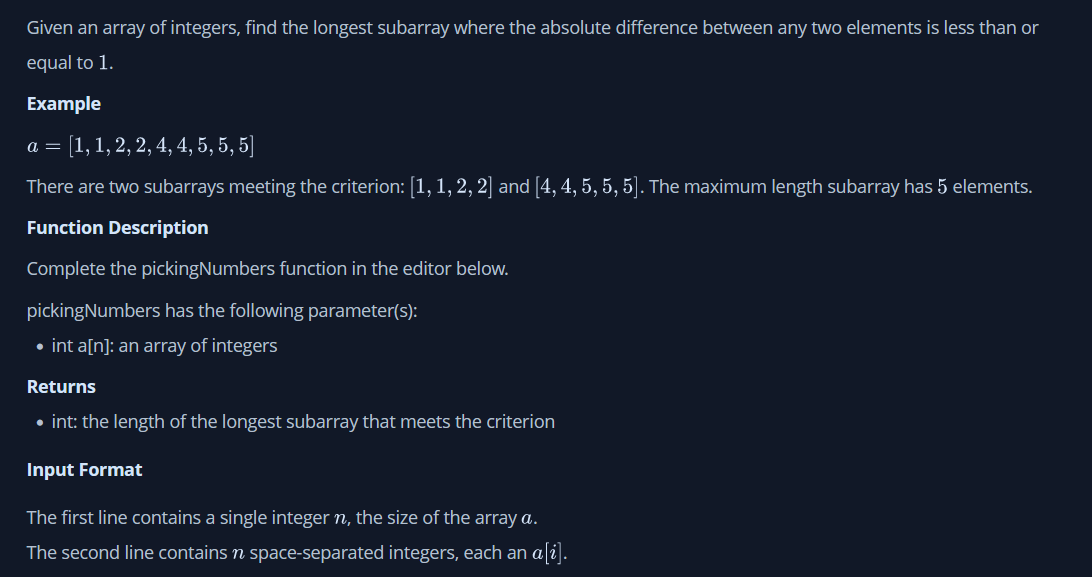 Given an array of integers, find the longest subarray where the absolute difference between any two elements is less than or
equal to 1.
Example
a = [1, 1, 2, 2, 4, 4, 5, 5, 5]
There are two subarrays meeting the criterion: [1, 1, 2, 2] and [4, 4, 5, 5, 5]. The maximum length subarray has 5 elements.
Function Description
Complete the pickingNumbers function in the editor below.
pickingNumbers has the following parameter(s):
• int a[n]: an array of integers
Returns
• int: the length of the longest subarray that meets the criterion
Input Format
The first line contains a single integer n, the size of the array a.
The second line contains n space-separated integers, each an a[i].